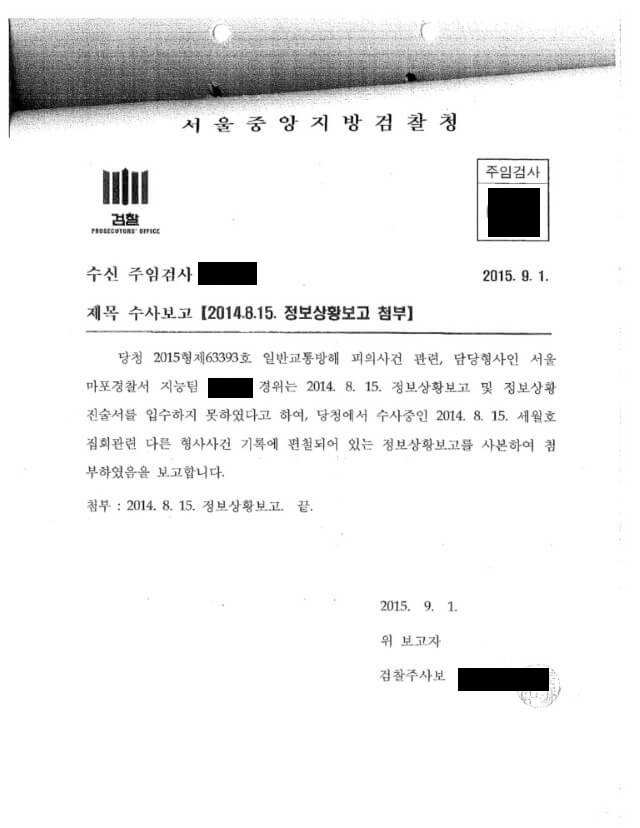 서울중앙지방검찰청
주임검사
검찰
PROSECUTORS' OFFICE
수신 주임검사
2015. 9. 1.
제목 수사보고 【2014.8.15. 정보상황보고 첨부】
당청 2015형제63393호 일반교통방해 피의사건 관련, 담당형사인 서울
마포경찰서 지능팀 경위는 2014. 8. 15. 정보상황보고 및 정보상황
진술서를 입수하지 못하였다고 하여, 당청에서 수사중인 2014. 8. 15. 세월호
집회관련 다른 형사사건 기록에 편철되어 있는 정보상황보고를 사본하여 첨
부하였음을 보고합니다.
첨부 : 2014. 8. 15. 정보상황보고. 끝.
2015. 9. 1.
위 보고자
검찰주사보